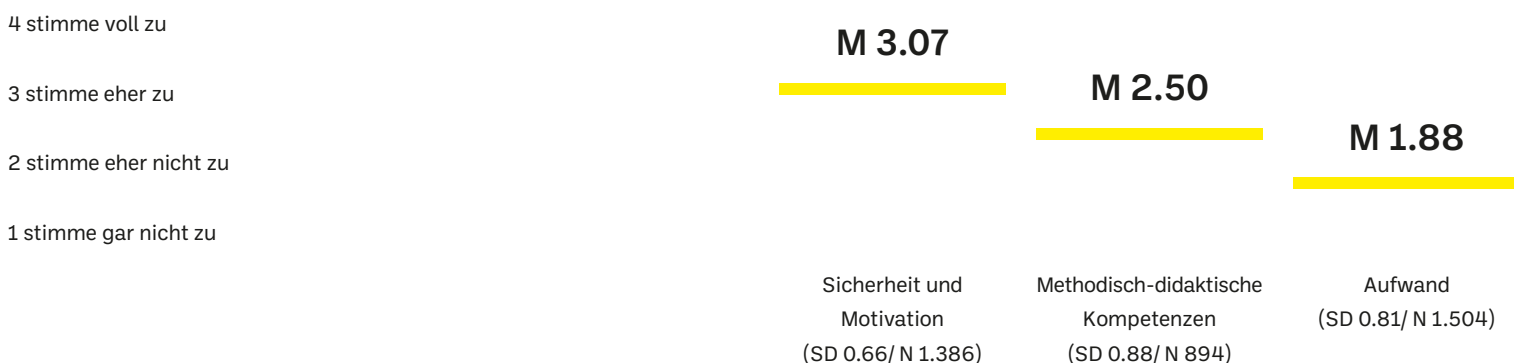 4 stimme voll zu
3 stimme eher zu
2 stimme eher nicht zu
1 stimme gar nicht zu
M 3.07
M 2.50
M 1.88
Sicherheit und
Motivation
(SD 0.66/ N 1.386)
Methodisch-didaktische
Kompetenzen
(SD 0.88/ N 894)
Aufwand
(SD 0.81/ N 1.504)